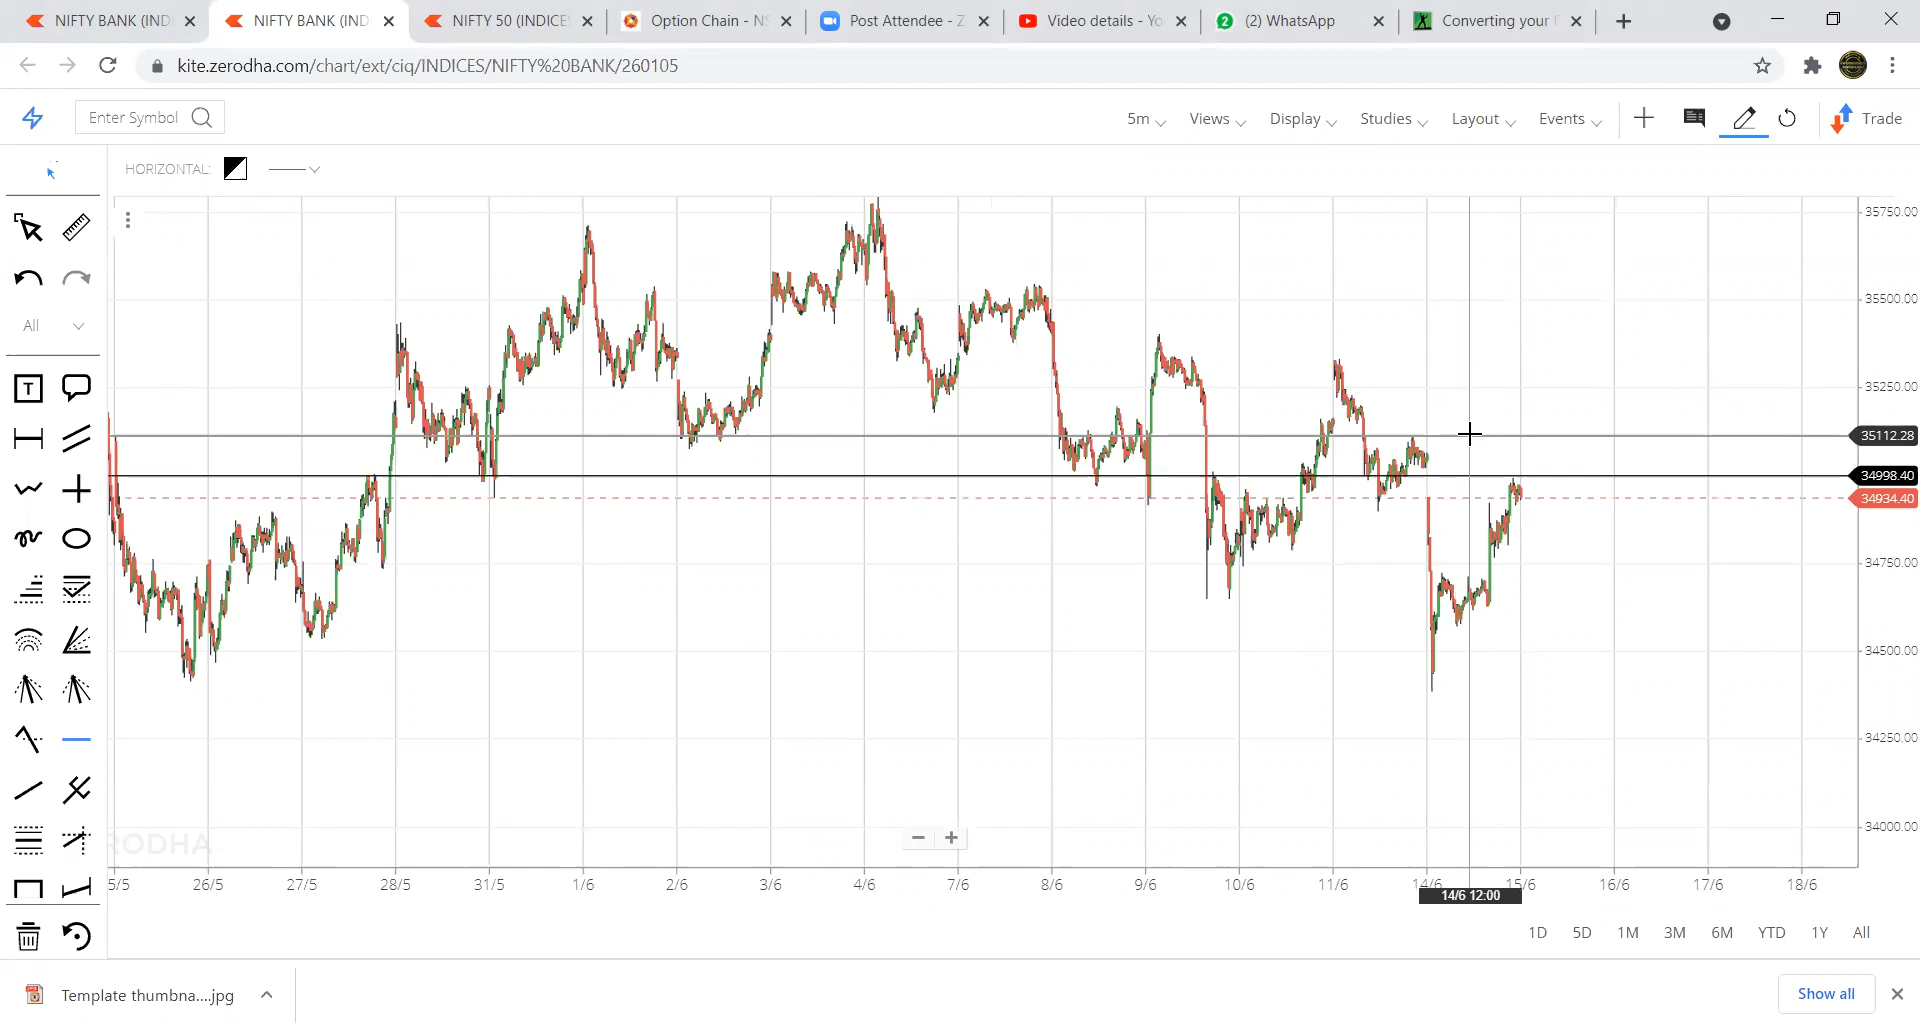 NIFTY BANK (IND
NIFTY BANK (IND
NIFTY 50 (INDICES
Option Chain - NS
Post Attendee - Z
Video details - Yo
2
(2) WhatsApp
Converting your f
kite.zerodha.com/chart/ext/ciq/INDICES/NIFTY%20BANK/260105
Enter Symbol
5m
Views
Display
Studies
Layout
Events
Trade
HORIZONTAL:
All
T
35750.00
35500.00
35250.00
35112.28
34998.40
34934.40
34750.00
34500.00
34250.00
34000.00
RODHA
5/5
26/5
27/5
28/5
31/5
1/6
2/6
3/6
4/6
7/6
8/6
9/6
10/6
11/6
14/6
15/6
16/6
17/6
18/6
14/6 12:00
1D
5D
1M
3M
6M
YTD
1Y
All
Template thumbna....jpg
Show all